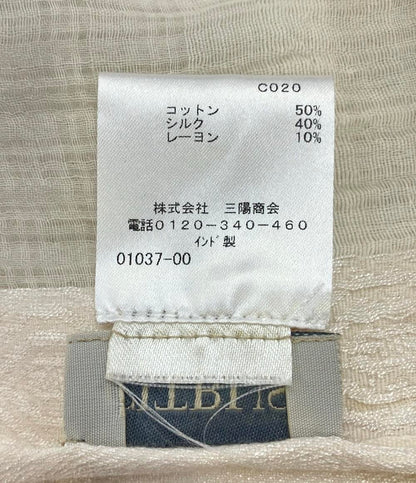 C020
コットン 50%
シルク 40%
レーヨン 10%
株式会社 三陽商会
電話0120-340-460
インド製
01037-00